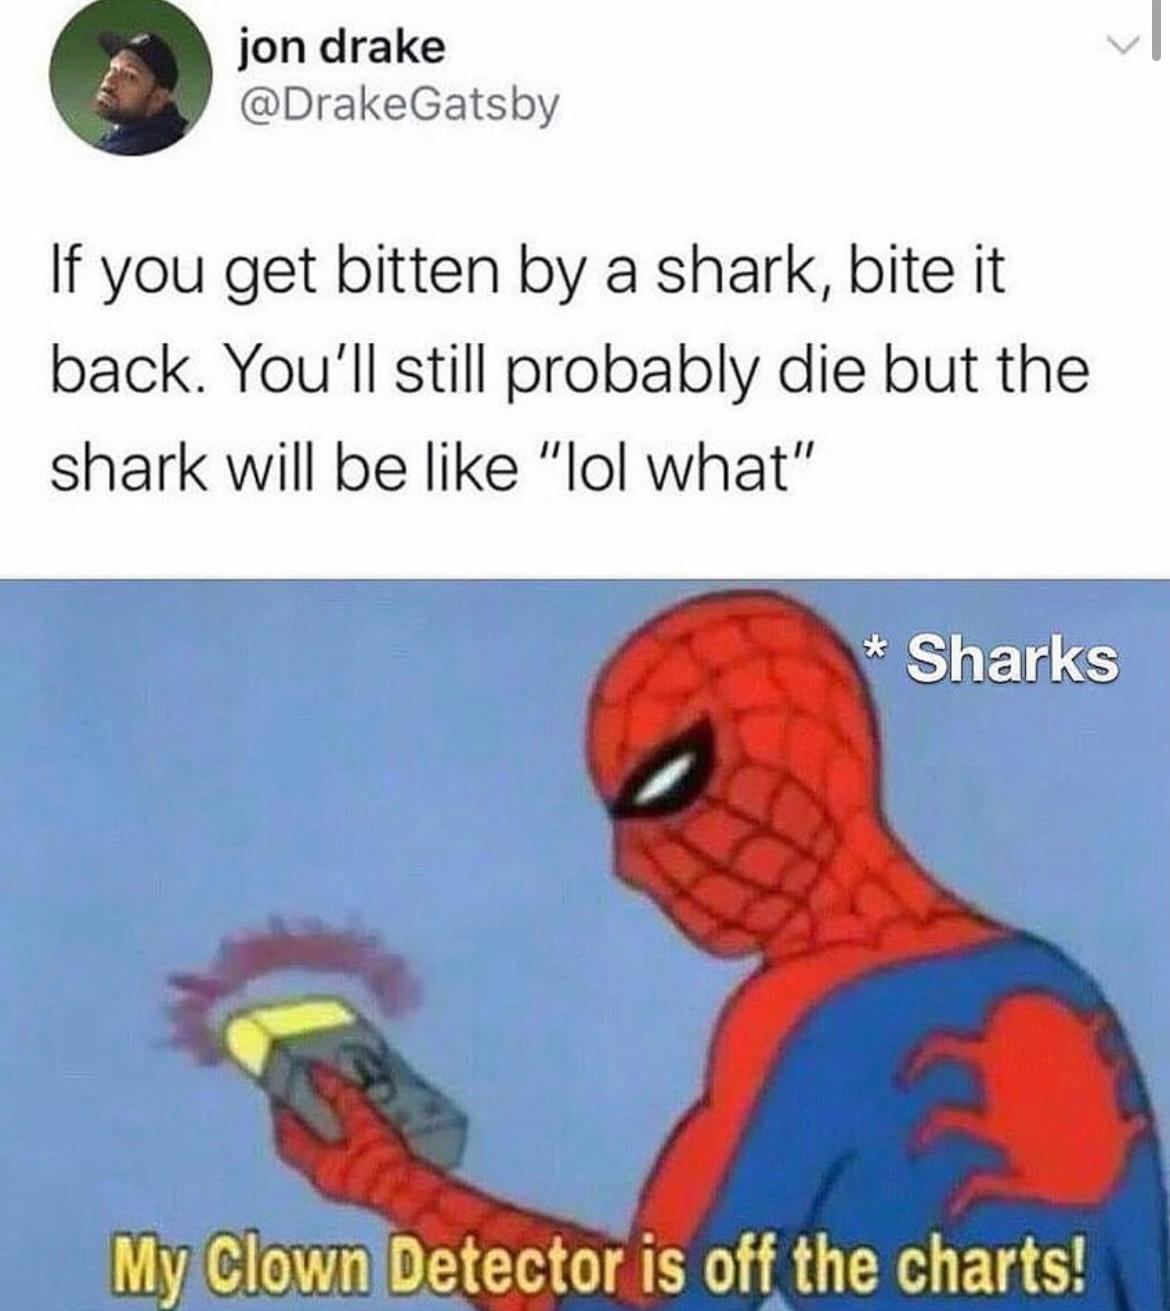 jon drake
@DrakeGatsby
If you get bitten by a shark, bite it
back. You'll still probably die but the
shark will be like "lol what"
* Sharks
My Clown Detector is off the charts!